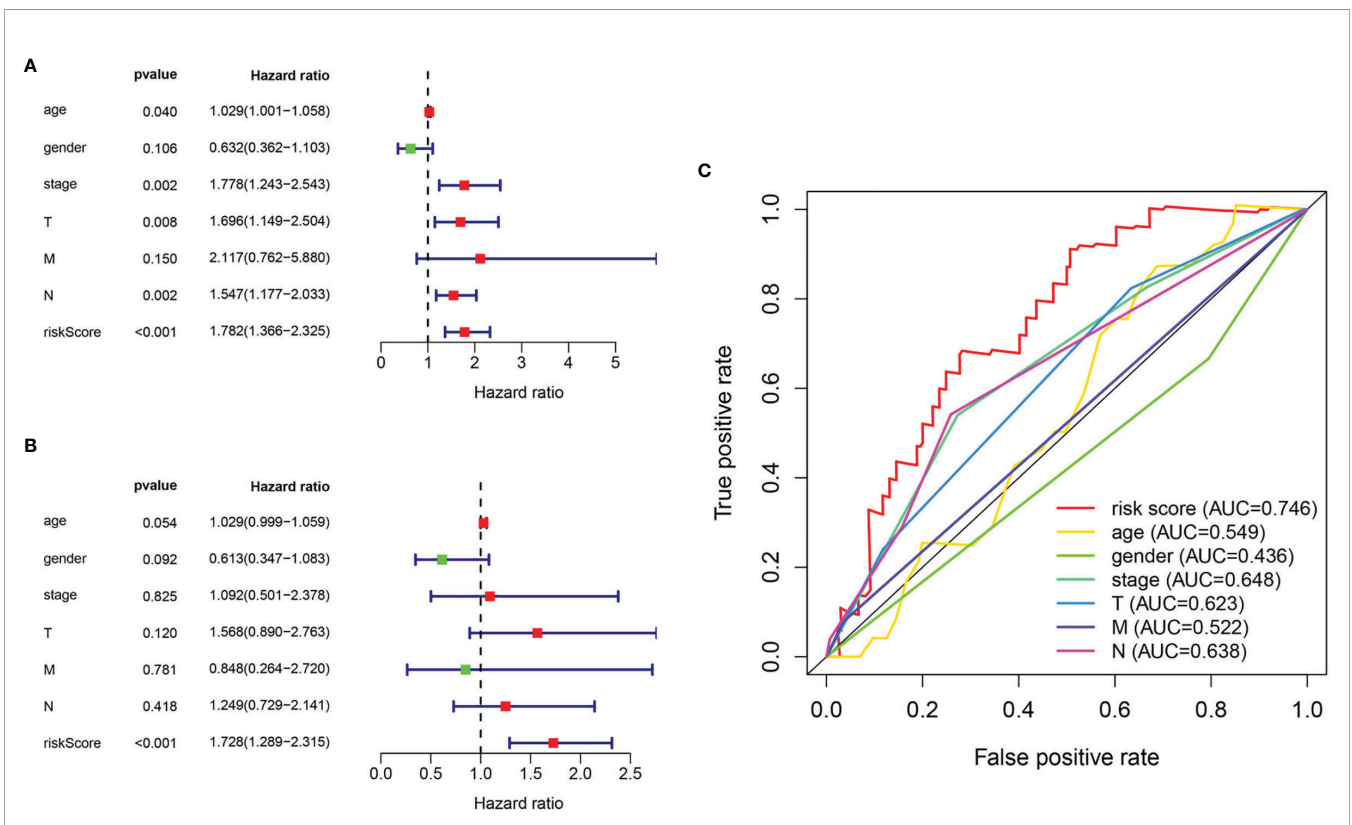 A
pvalue Hazard ratio
age 0.040 1.029(1.001−1.058)
gender 0.106 0.632(0.362−1.103)
stage 0.002 1.778(1.243−2.543)
T 0.008 1.696(1.149−2.504)
M 0.150 2.117(0.762−5.880)
N 0.002 1.547(1.177−2.033)
riskScore <0.001 1.782(1.366−2.325)
0 1 2 3 4 5
Hazard ratio
B
pvalue Hazard ratio
age 0.054 1.029(0.999−1.059)
gender 0.092 0.613(0.347−1.083)
stage 0.825 1.092(0.501−2.378)
T 0.120 1.568(0.890−2.763)
M 0.781 0.848(0.264−2.720)
N 0.418 1.249(0.729−2.141)
riskScore <0.001 1.728(1.289−2.315)
0.0 0.5 1.0 1.5 2.0 2.5
Hazard ratio
C
True positive rate
1.0
0.8
0.6
0.4
0.2
0.0
risk score (AUC=0.746)
age (AUC=0.549)
gender (AUC=0.436)
stage (AUC=0.648)
T (AUC=0.623)
M (AUC=0.522)
N (AUC=0.638)
0.0 0.2 0.4 0.6 0.8 1.0
False positive rate